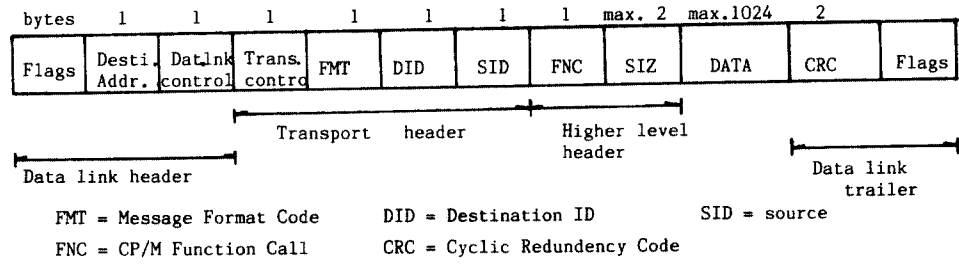 bytes 1 1 1 1 1 1 1 max. 2 max.1024 2
Flags Desti. Addr. Datlnk control Trans. contro FMT DID SID FNC SIZ DATA CRC Flags
Transport header
Higher level header
Data link header
Data link trailer
FMT = Message Format Code DID = Destination ID SID = source
FNC = CP/M Function Call CRC = Cyclic Redundancy Code